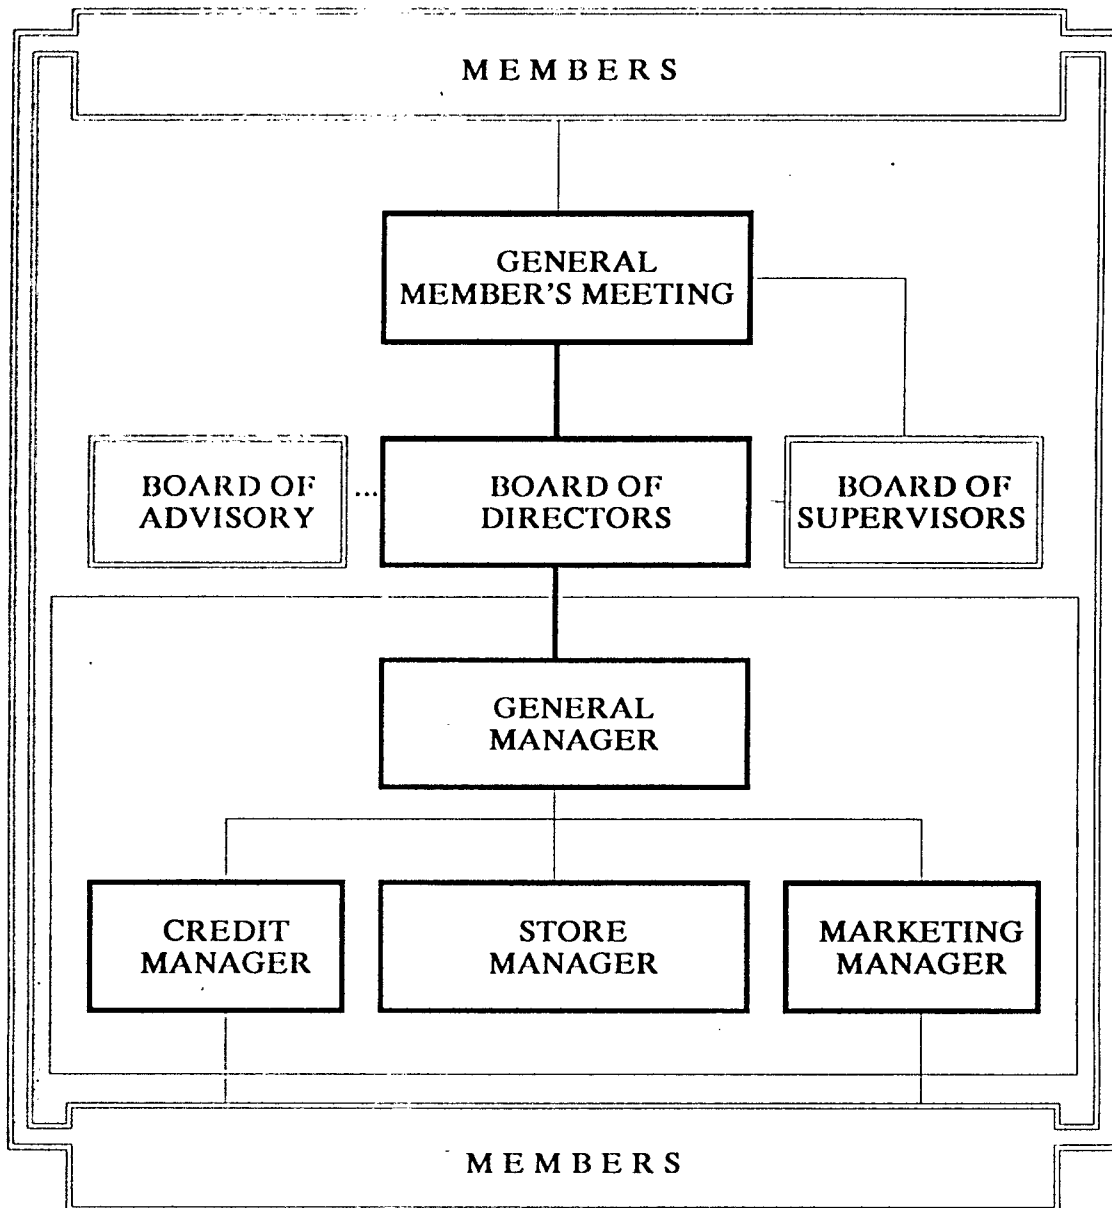 MEMBERS
GENERAL
MEMBER'S MEETING
BOARD OF
ADVISORY
...
BOARD OF
DIRECTORS
BOARD OF
SUPERVISORS
GENERAL
MANAGER
CREDIT
MANAGER
STORE
MANAGER
MARKETING
MANAGER
MEMBERS